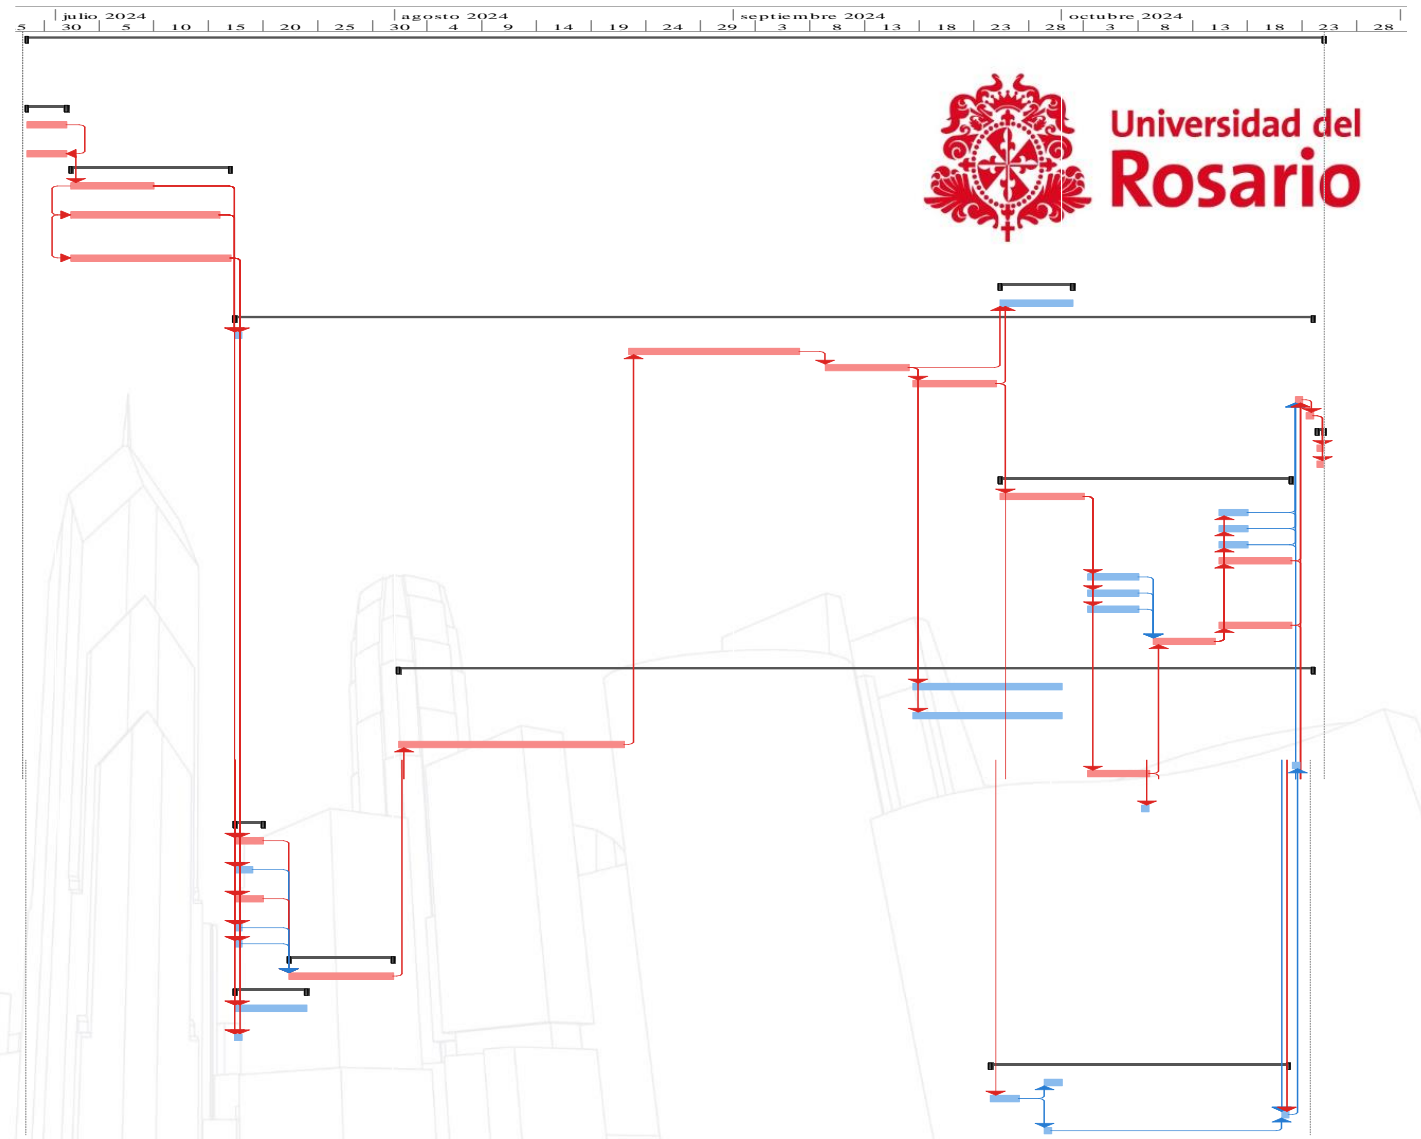 julio 2024 agosto 2024 septiembre 2024 octubre 2024
5 30 5 10 15 20 25 30 4 9 14 19 24 29 3 8 13 18 23 28 3 8 13 18 23 28
Universidad del
Rosario